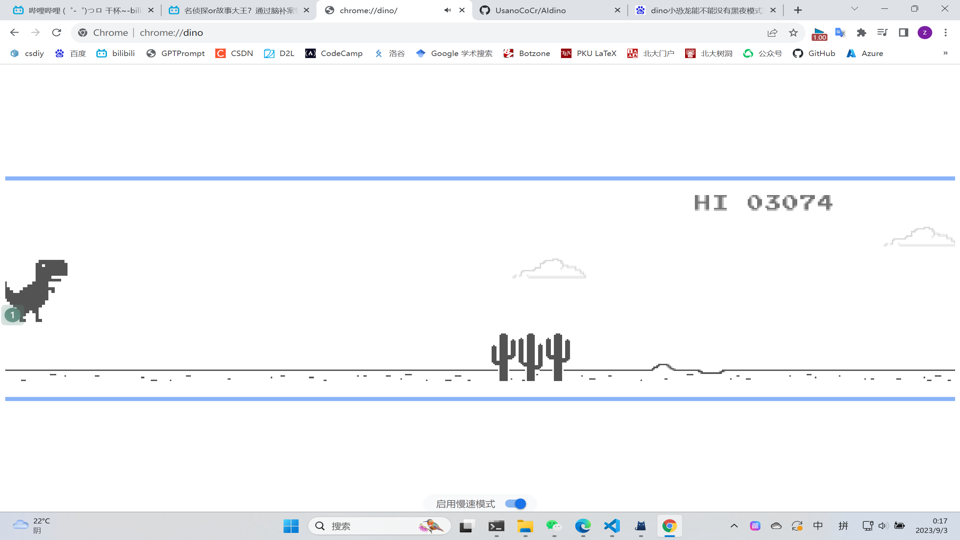 哔哩哔哩 (゜-゜)つロ 干杯~-bili
名侦探or故事大王？通过脑补案
chrome://dino/
UsanoCoCr/AIdino
dino小恐龙能不能没有黑夜模式
Chrome
chrome://dino
1.00
z
csdiy
百度
bilibili
GPTPrompt
CSDN
D2L
CodeCamp
洛谷
Google 学术搜索
Botzone
PKU LaTeX
北大门户
北大树洞
公众号
GitHub
Azure
»
HI 03074
1
启用慢速模式
22°C
阴
搜索
中
拼
0:17
2023/9/3